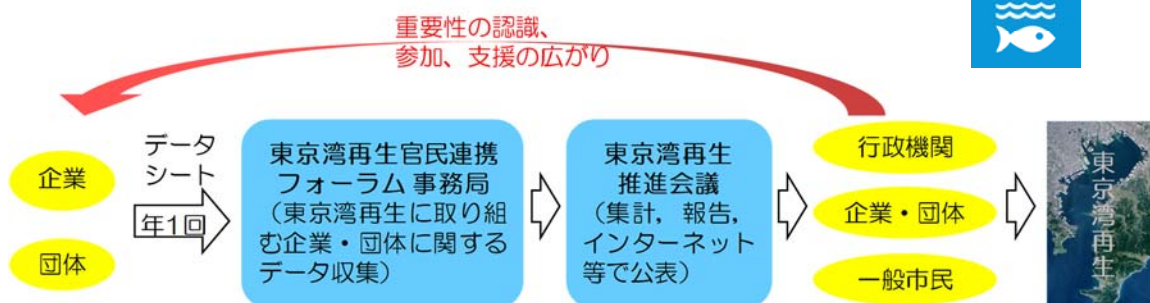 重要性の認識、
参加、支援の広がり
企業
団体
データ
シート
年1回
東京湾再生官民連携
フォーラム 事務局
（東京湾再生に取り組
む企業・団体に関する
データ収集）
東京湾再生
推進会議
（集計，報告，
インターネット
等で公表）
行政機関
企業・団体
一般市民
東京湾再生